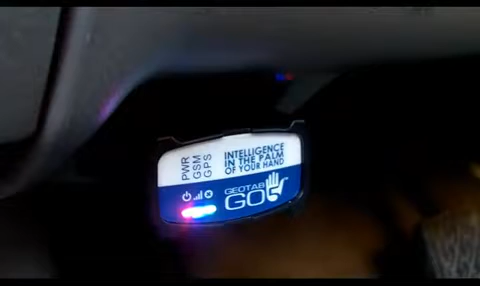 PWR
GSM
GPS
INTELLIGENCE
IN THE PALM
OF YOUR HAND
GEOTAB
GO